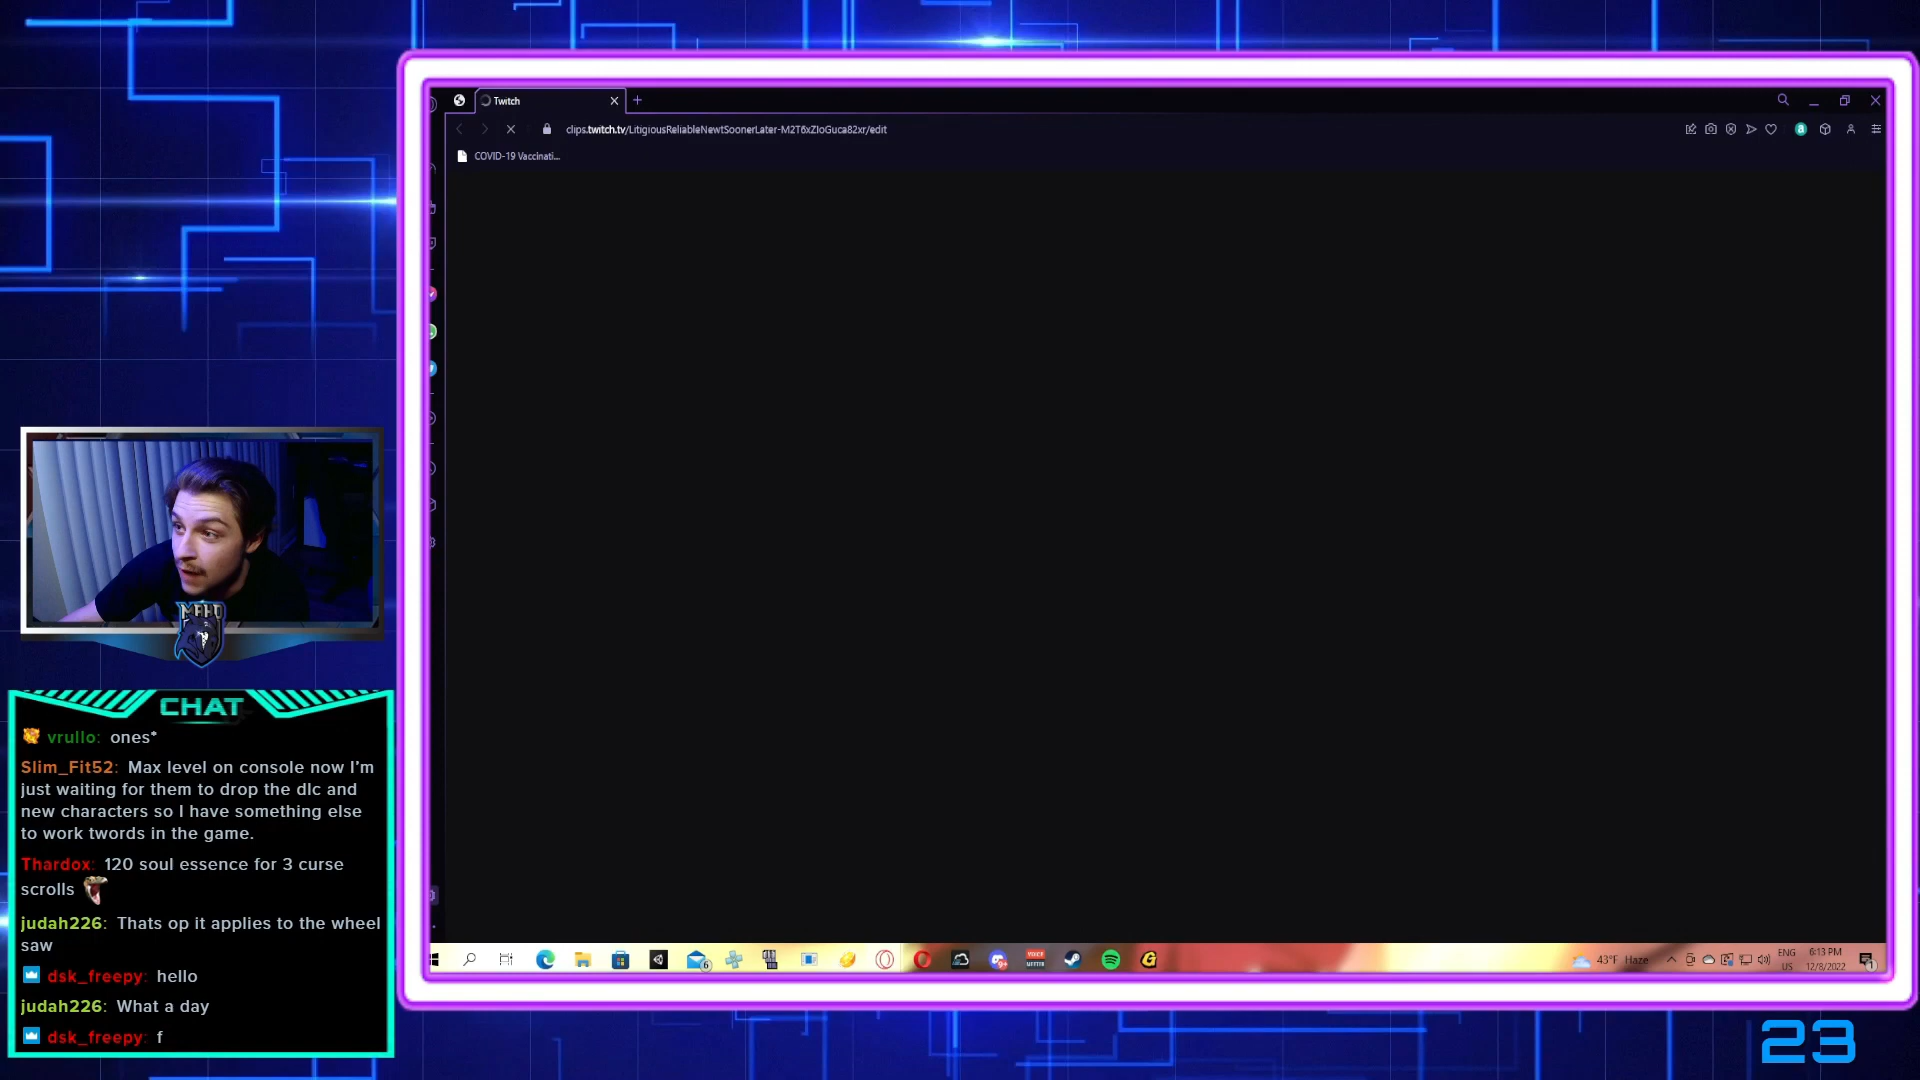 Twitch
clips.twitch.tv/LitigiousReliableNewtSoonerLater-M2T6xZIoGuca82xr/edit
COVID-19 Vaccinati...
MAHD
CHAT
vrullo: ones*
Slim_Fit52: Max level on console now I'm
just waiting for them to drop the dlc and
new characters so I have something else
to work twords in the game.
Thardox: 120 soul essence for 3 curse
scrolls
judah226: Thats op it applies to the wheel
saw
dsk_freepy: hello
judah226: What a day
dsk_freepy: f
43°F Haze
ENG
US
6:13 PM
12/8/2022
23